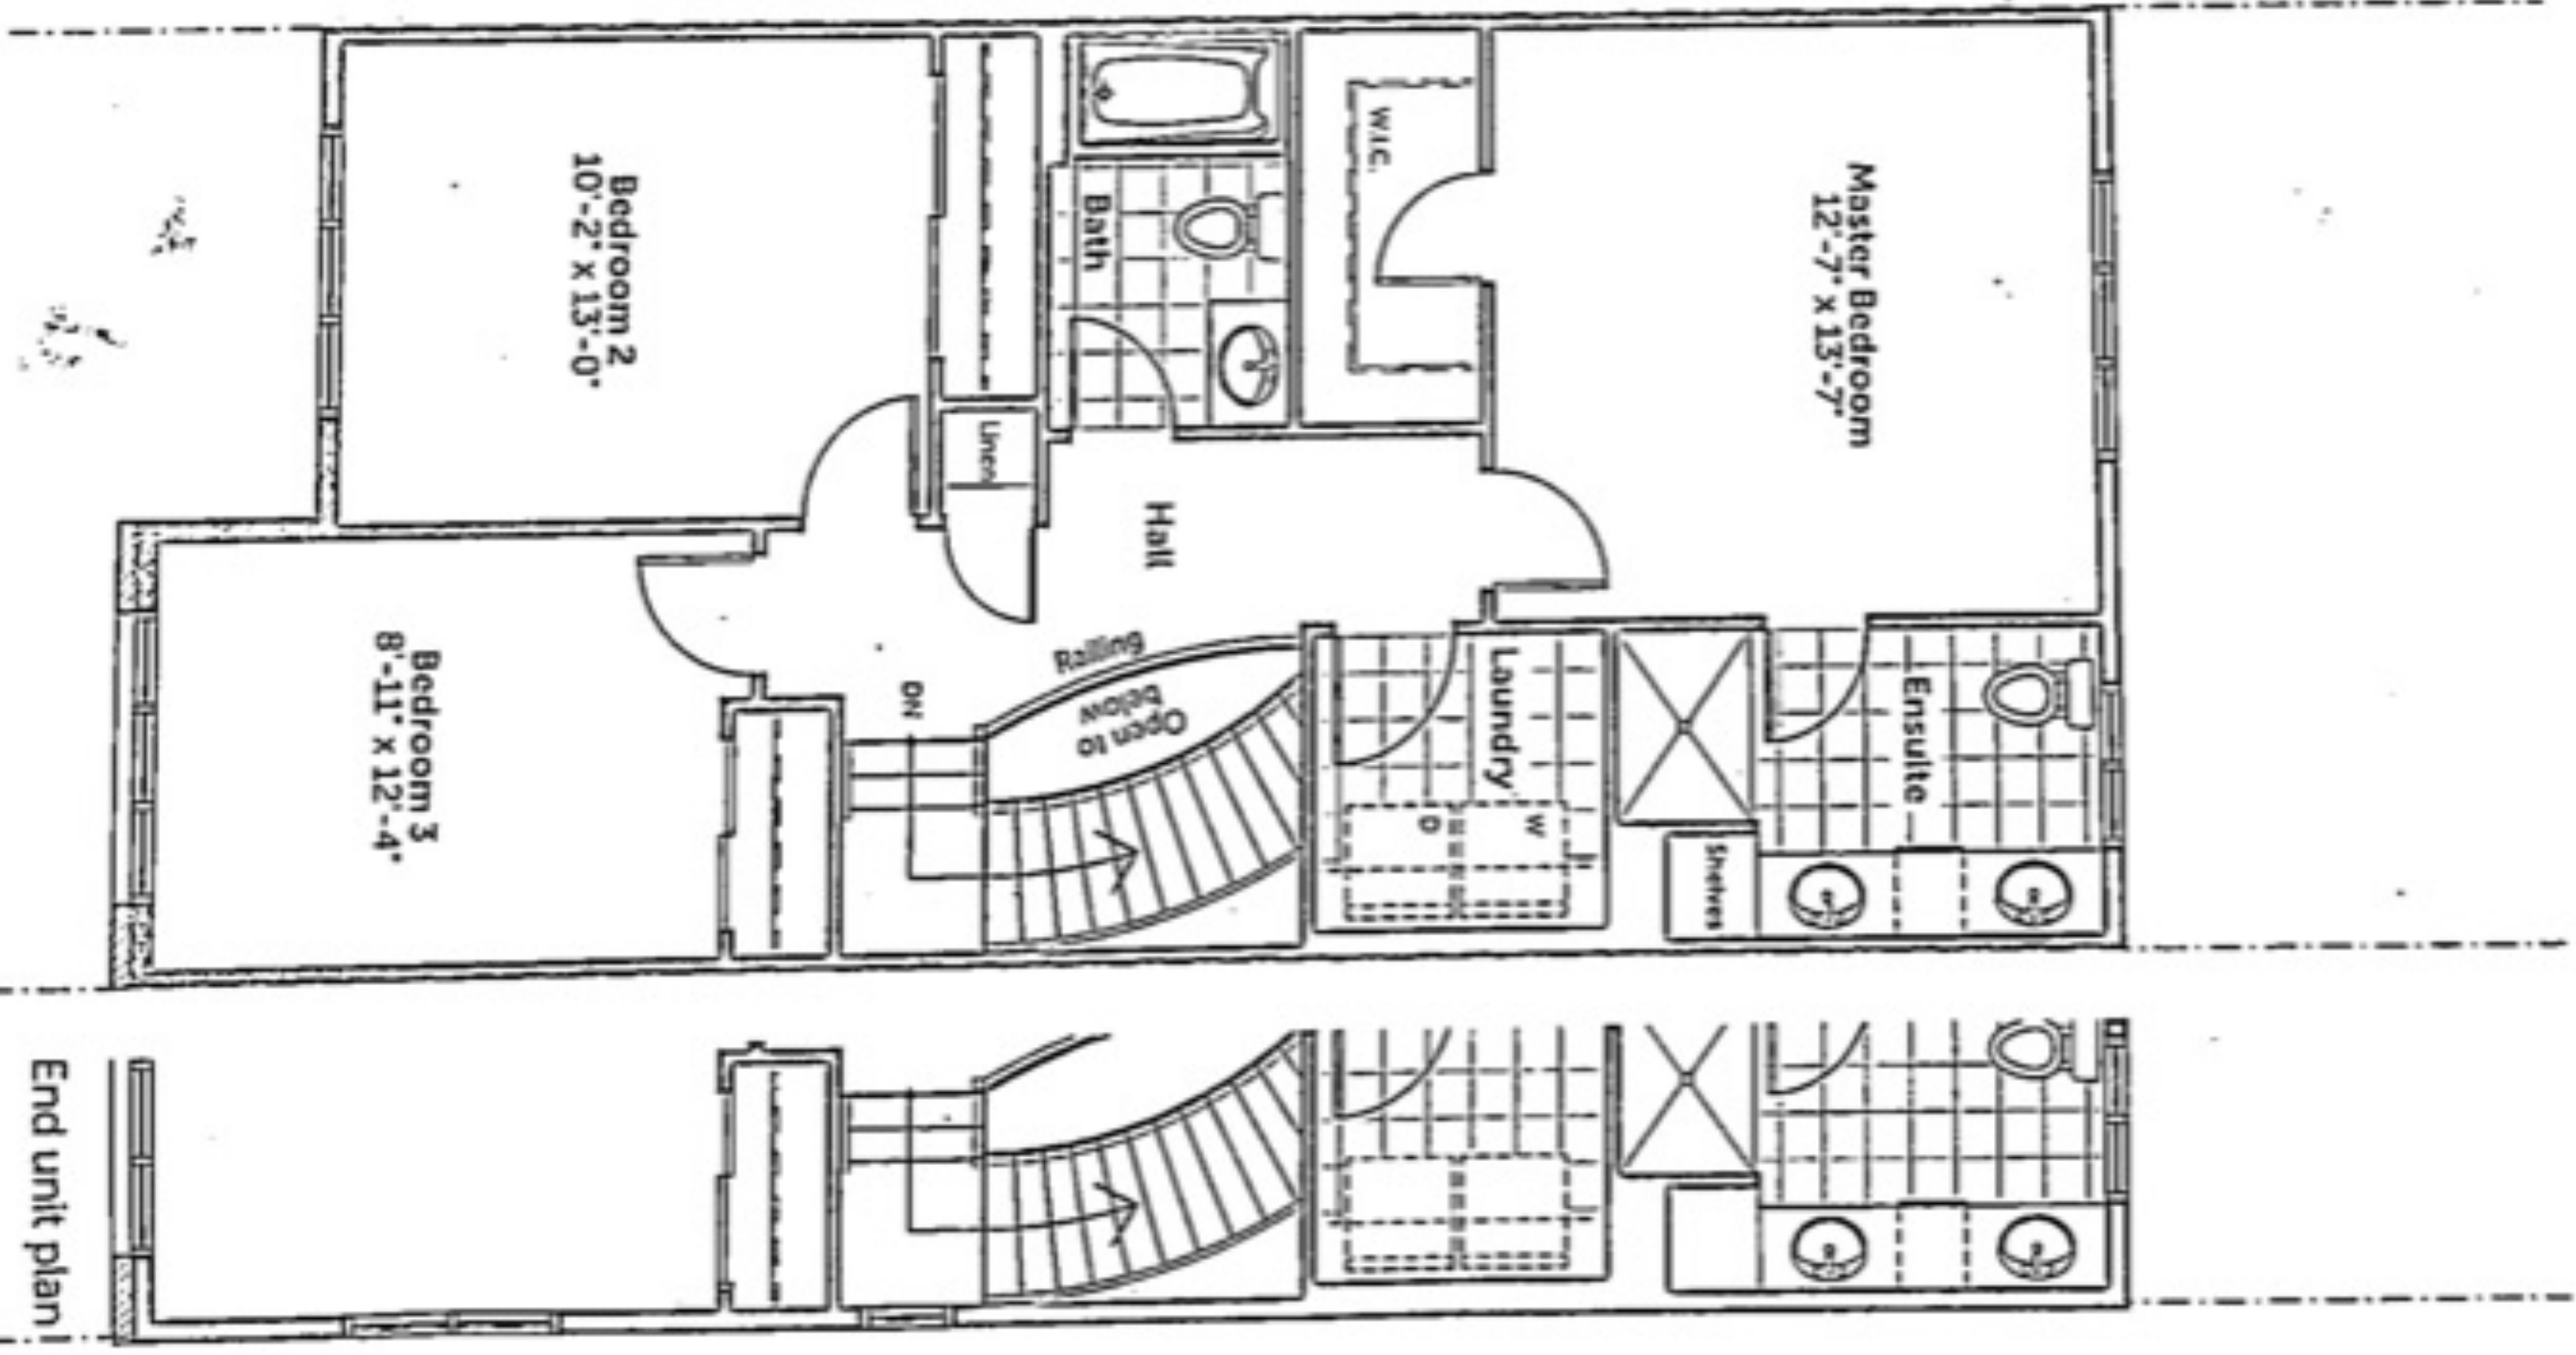 Master Bedroom
12'-7" x 13'-7"
W.I.C.
Bath
Bedroom 2
10'-2" x 13'-0"
Linen
Hall
Railing
Open to
below
DN
Laundry
W
D
Ensuite
Shelves
Bedroom 3
8'-11" x 12'-4"
End unit plan